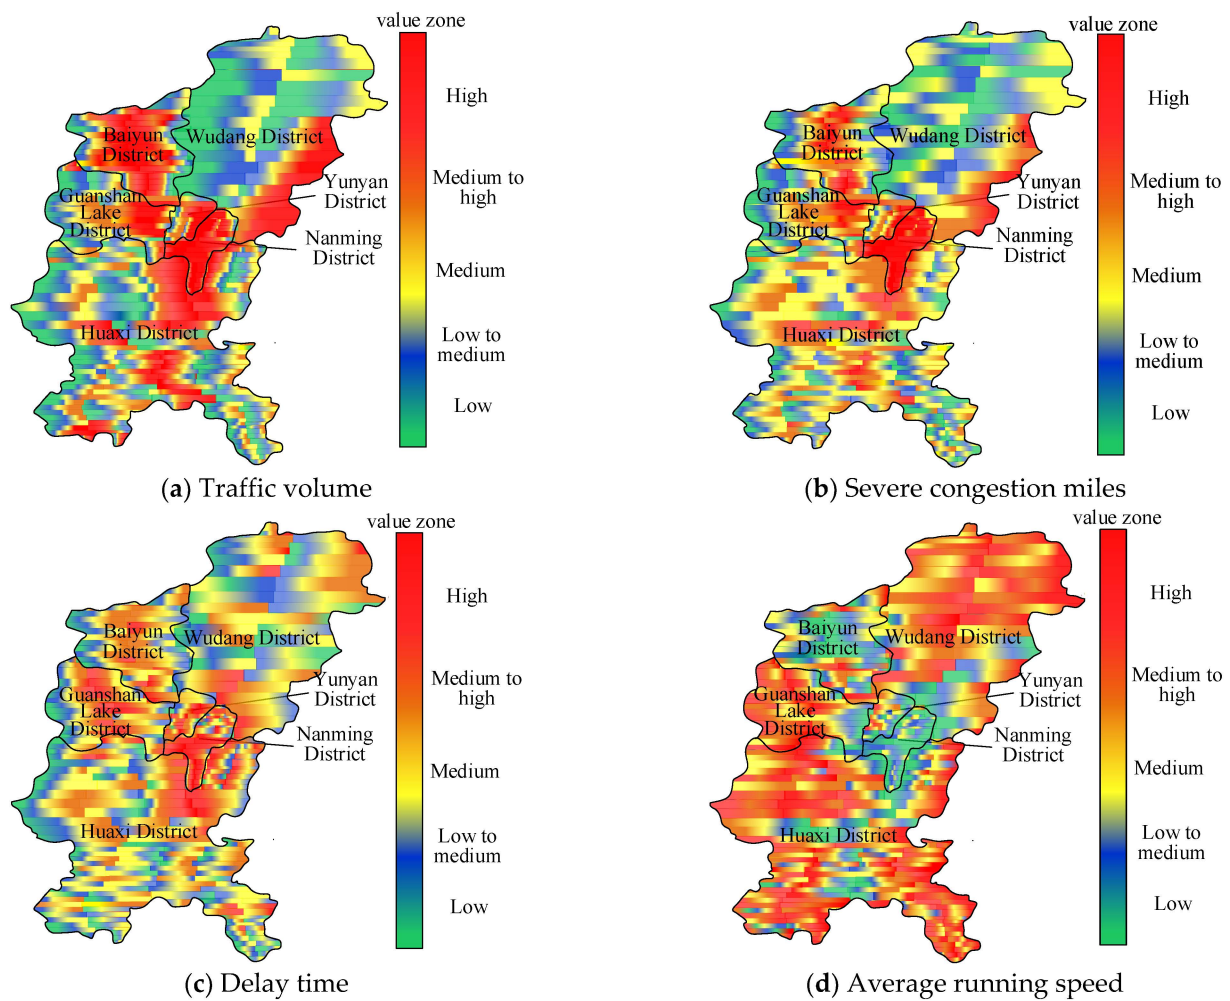 value zone
High
Medium to
high
Medium
Low to
medium
Low
Baiyun
District
Wudang District
Guanshan
Lake
District
Yunyan
District
Nanming
District
Huaxi District
(a) Traffic volume
value zone
High
Medium to
high
Medium
Low to
medium
Low
Baiyun
District
Wudang District
Guanshan
Lake
District
Yunyan
District
Nanming
District
Huaxi District
(b) Severe congestion miles
value zone
High
Medium to
high
Medium
Low to
medium
Low
Baiyun
District
Wudang District
Guanshan
Lake
District
Yunyan
District
Nanming
District
Huaxi District
(c) Delay time
value zone
High
Medium to
high
Medium
Low to
medium
Low
Baiyun
District
Wudang District
Guanshan
Lake
District
Yunyan
District
Nanming
District
Huaxi District
(d) Average running speed